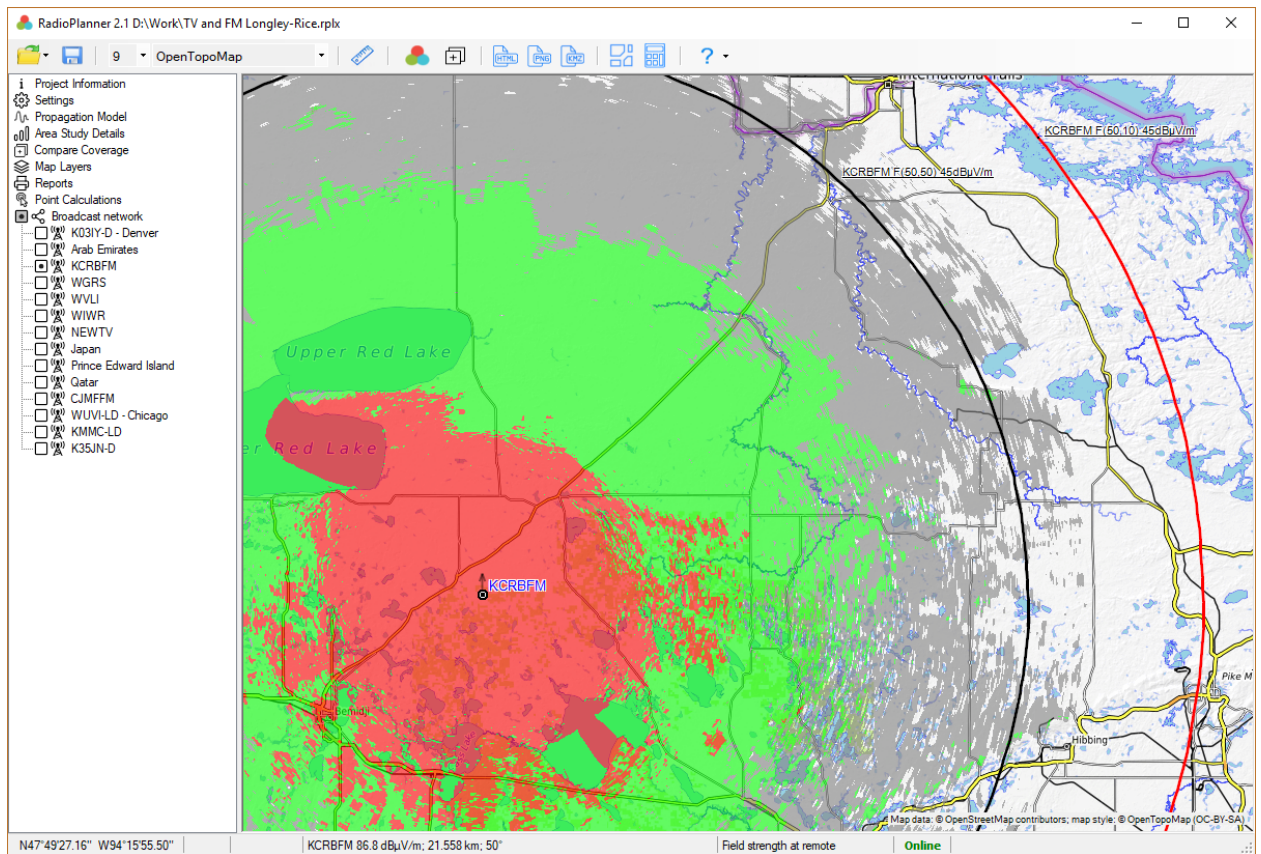 RadioPlanner 2.1 D:\Work\TV and FM Longley-Rice.rplx
9 OpenTopoMap HTML PNG KMZ ?
i Project Information
Settings
Propagation Model
Area Study Details
Compare Coverage
Map Layers
Reports
Point Calculations
Broadcast network
K03IY-D - Denver
Arab Emirates
KCRBFM
WGRS
WVLI
WIWR
NEWTV
Japan
Prince Edward Island
Qatar
CJMFFM
WUVI-LD - Chicago
KMMC-LD
K35JN-D
KCRBFM F(50,10) 45dBµV/m
KCRBFM F(50,50) 45dBµV/m
Upper Red Lake
er Red Lake
KCRBFM
Pike M
Bemidji
Hibbing
Map data: © OpenStreetMap contributors; map style: © OpenTopoMap (OC-BY-SA)
N47°49'27.16" W94°15'55.50" KCRBFM 86.8 dBµV/m; 21.558 km; 50° Field strength at remote Online